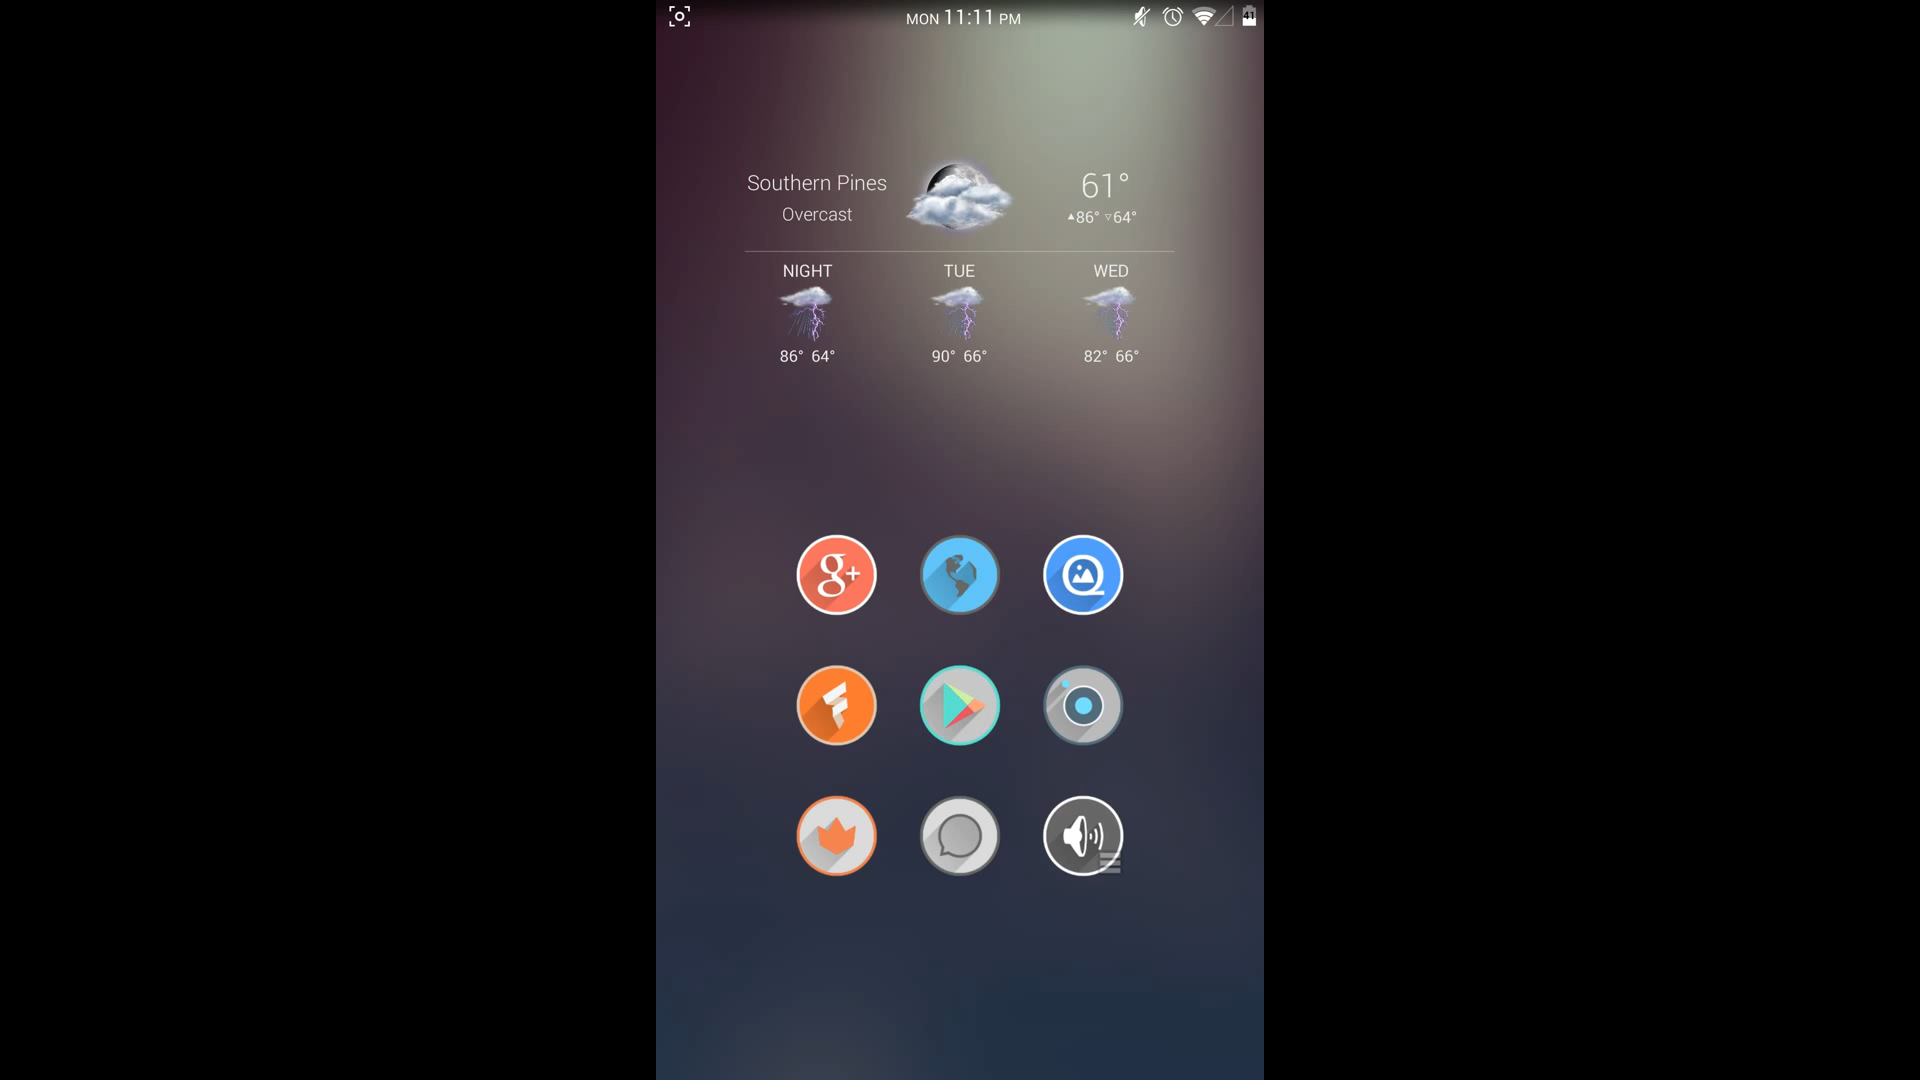 MON 11:11 PM
41
Southern Pines
Overcast
61°
▲86° ▽64°
NIGHT TUE WED
86° 64° 90° 66° 82° 66°
g+